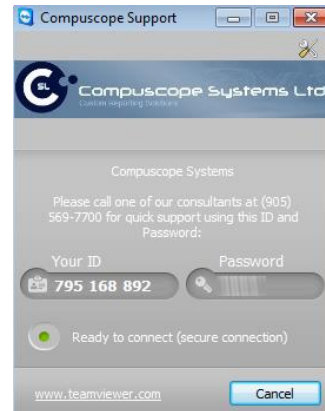 Compuscope Support
CSL
Compuscope Systems Ltd
Custom Reporting Solutions
Compuscope Systems
Please call one of our consultants at (905)
569-7700 for quick support using this ID and
Password:
Your ID
Password
795 168 892
Ready to connect (secure connection)
www.teamviewer.com
Cancel